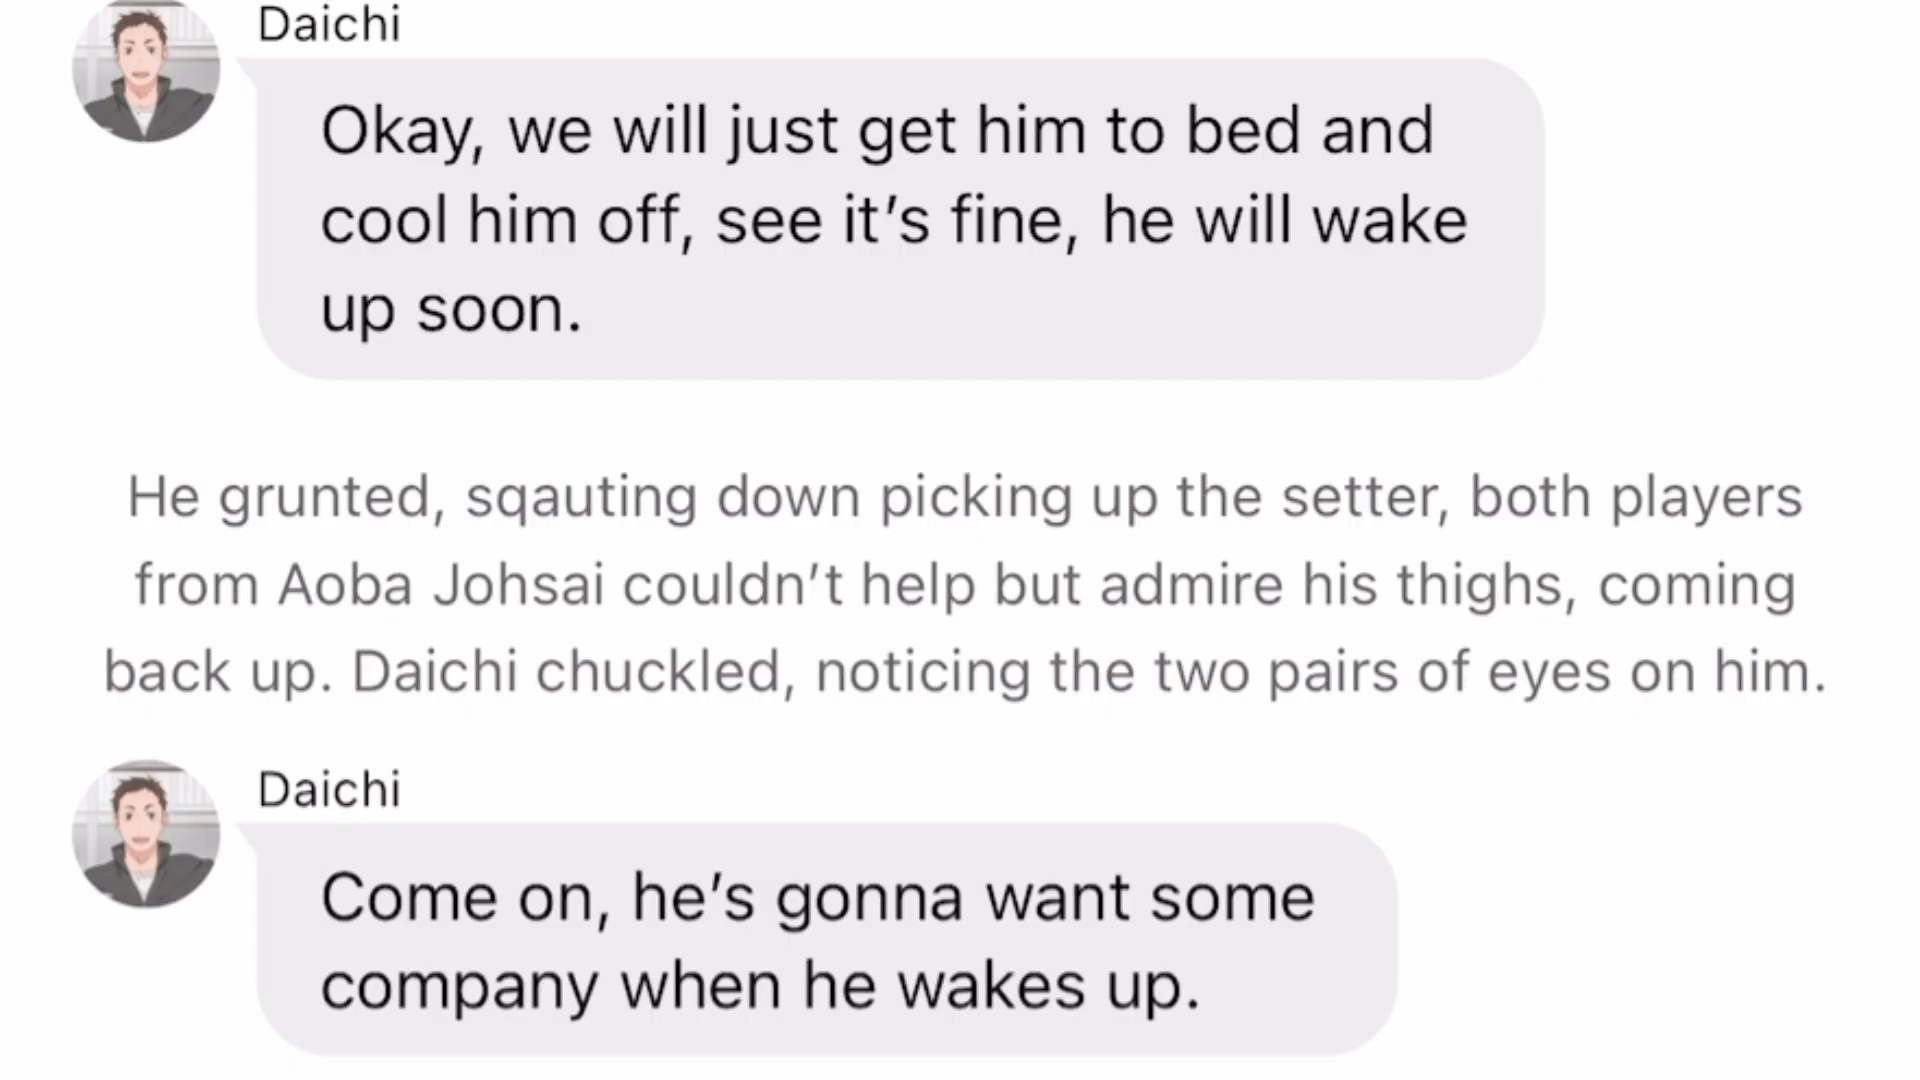 Daichi
Okay, we will just get him to bed and
cool him off, see it’s fine, he will wake
up soon.
He grunted, sqauting down picking up the setter, both players
from Aoba Johsai couldn’t help but admire his thighs, coming
back up. Daichi chuckled, noticing the two pairs of eyes on him.
Daichi
Come on, he’s gonna want some
company when he wakes up.